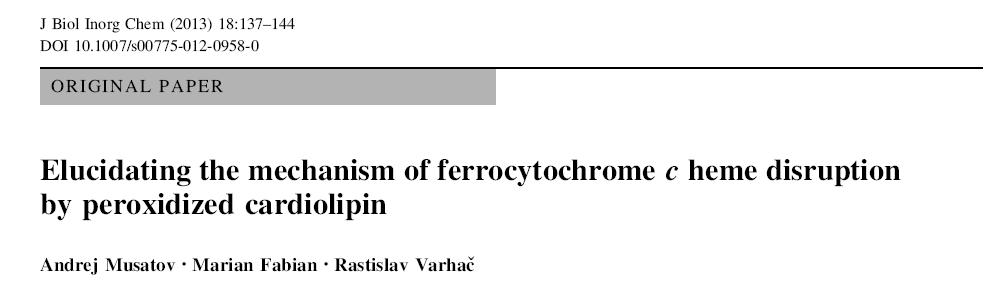 J Biol Inorg Chem (2013) 18:137–144
DOI 10.1007/s00775-012-0958-0
ORIGINAL PAPER
Elucidating the mechanism of ferrocytochrome c heme disruption
by peroxidized cardiolipin
Andrej Musatov · Marian Fabian · Rastislav Varhač